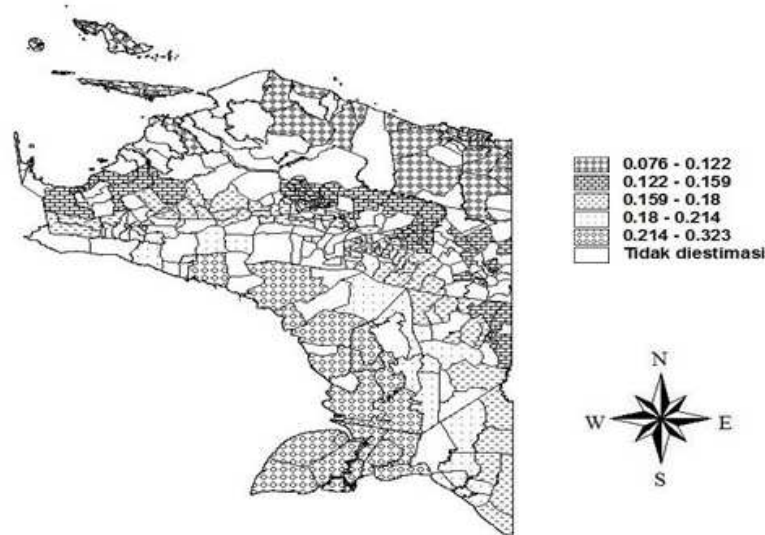 0.076 - 0.122
0.122 - 0.159
0.159 - 0.18
0.18 - 0.214
0.214 - 0.323
Tidak diestimasi
N
W E
S